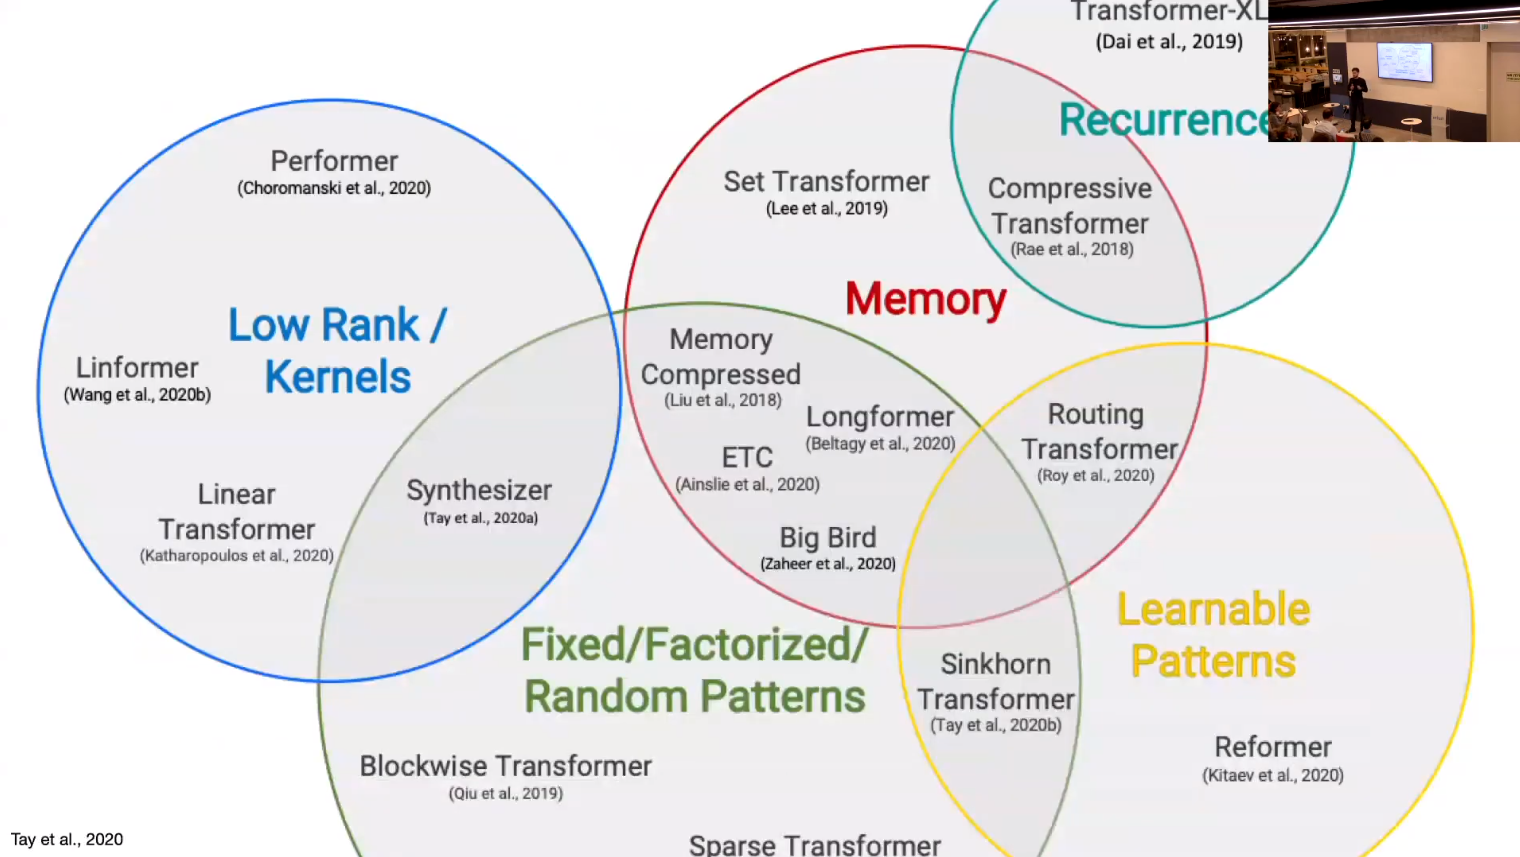 Transformer-XL
(Dai et al., 2019)
Recurrence
Performer
(Choromanski et al., 2020)
Set Transformer
(Lee et al., 2019)
Compressive
Transformer
(Rae et al., 2018)
Memory
Low Rank /
Kernels
Linformer
(Wang et al., 2020b)
Memory
Compressed
(Liu et al., 2018)
Longformer
(Beltagy et al., 2020)
Routing
Transformer
(Roy et al., 2020)
ETC
(Ainslie et al., 2020)
Linear
Transformer
(Katharopoulos et al., 2020)
Synthesizer
(Tay et al., 2020a)
Big Bird
(Zaheer et al., 2020)
Learnable
Patterns
Fixed/Factorized/
Random Patterns
Sinkhorn
Transformer
(Tay et al., 2020b)
Reformer
(Kitaev et al., 2020)
Blockwise Transformer
(Qiu et al., 2019)
Sparse Transformer
Tay et al., 2020